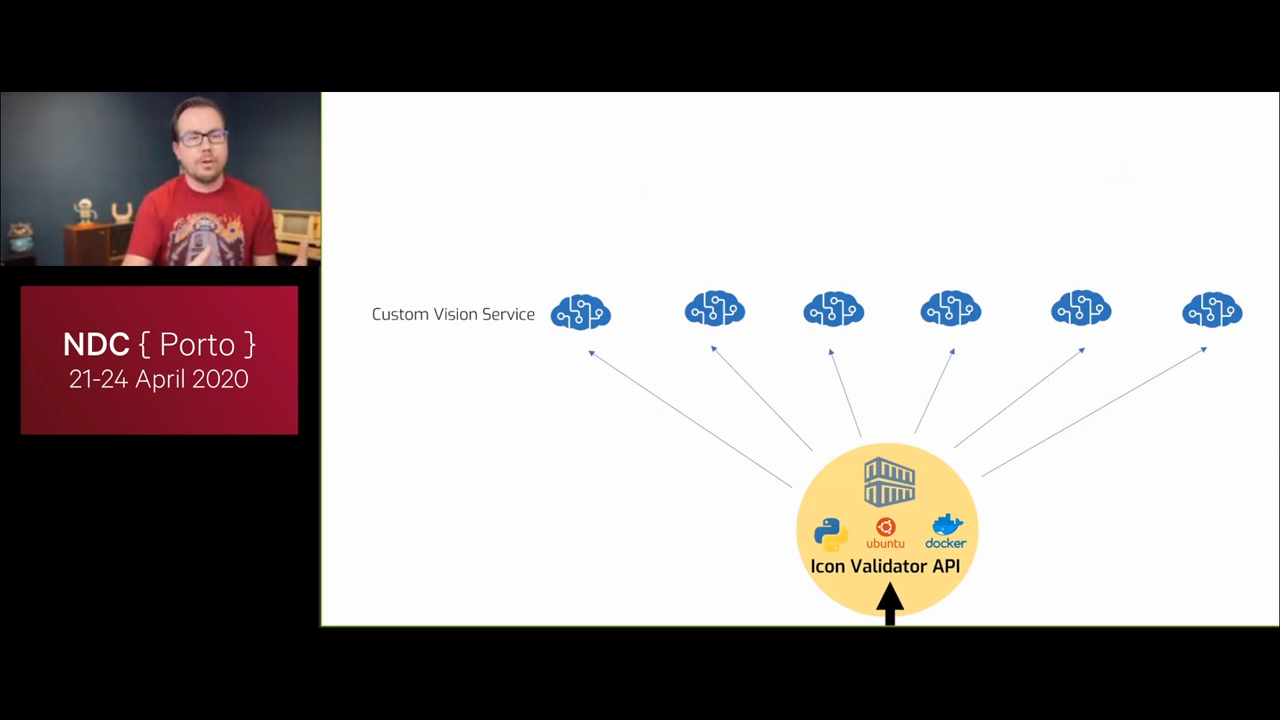 NDC { Porto }
21-24 April 2020
Custom Vision Service
ubuntu
docker
Icon Validator API